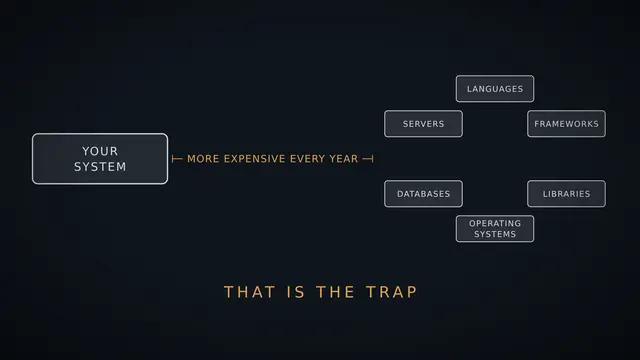 LANGUAGES
SERVERS
FRAMEWORKS
YOUR
SYSTEM
MORE EXPENSIVE EVERY YEAR
DATABASES
LIBRARIES
OPERATING
SYSTEMS
THAT IS THE TRAP